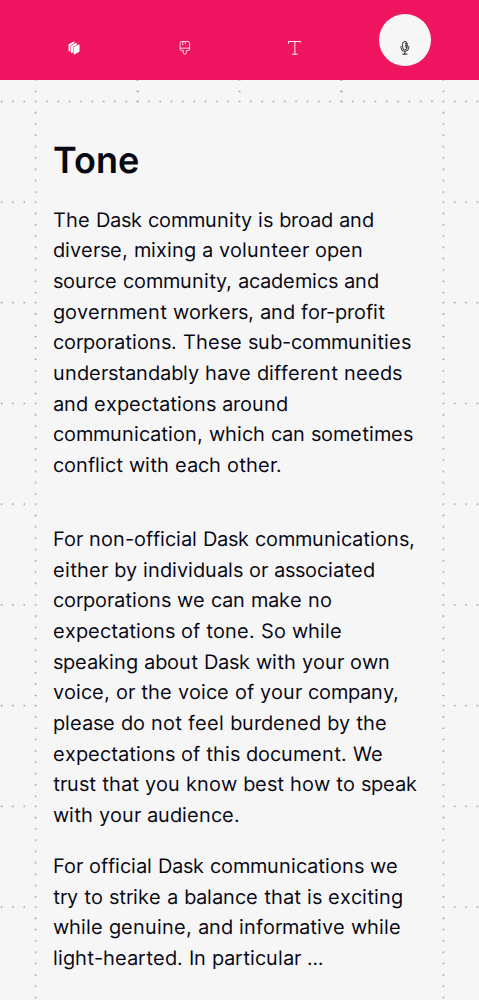 Tone
The Dask community is broad and
diverse, mixing a volunteer open
source community, academics and
government workers, and for-profit
corporations. These sub-communities
understandably have different needs
and expectations around
communication, which can sometimes
conflict with each other.
For non-official Dask communications,
either by individuals or associated
corporations we can make no
expectations of tone. So while
speaking about Dask with your own
voice, or the voice of your company,
please do not feel burdened by the
expectations of this document. We
trust that you know best how to speak
with your audience.
For official Dask communications we
try to strike a balance that is exciting
while genuine, and informative while
light-hearted. In particular ...